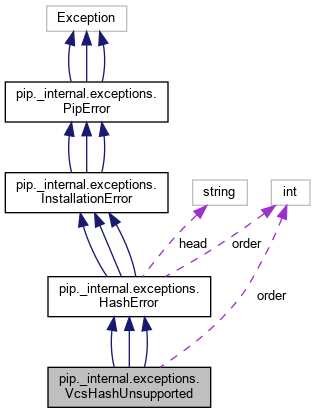 Exception
pip._internal.exceptions.
PipError
pip._internal.exceptions.
InstallationError
string
int
head
order
pip._internal.exceptions.
HashError
order
pip._internal.exceptions.
VcsHashUnsupported